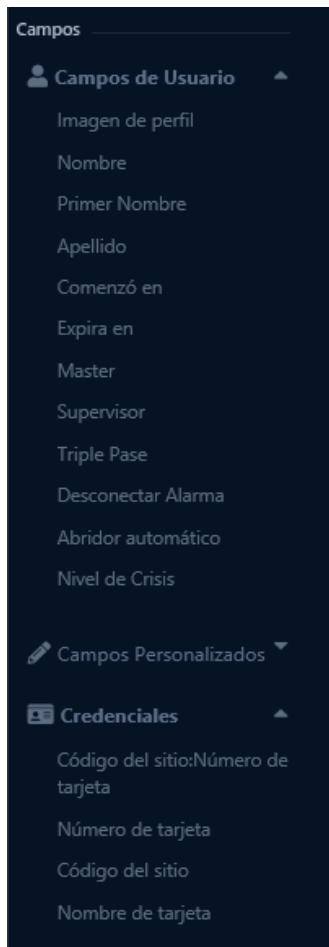 Campos
Campos de Usuario
Imagen de perfil
Nombre
Primer Nombre
Apellido
Comenzó en
Expira en
Master
Supervisor
Triple Pase
Desconectar Alarma
Abridor automático
Nivel de Crisis
Campos Personalizados
Credenciales
Código del sitio:Número de
tarjeta
Número de tarjeta
Código del sitio
Nombre de tarjeta